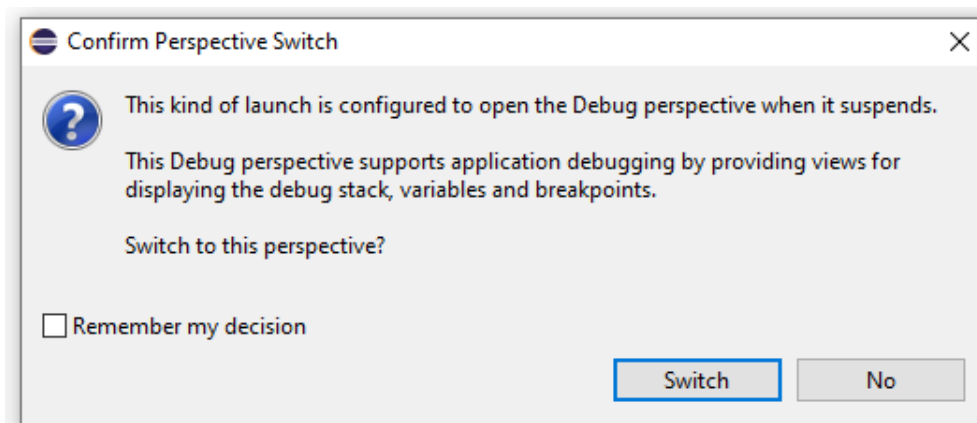 Confirm Perspective Switch
This kind of launch is configured to open the Debug perspective when it suspends.
This Debug perspective supports application debugging by providing views for
displaying the debug stack, variables and breakpoints.
Switch to this perspective?
Remember my decision
Switch
No